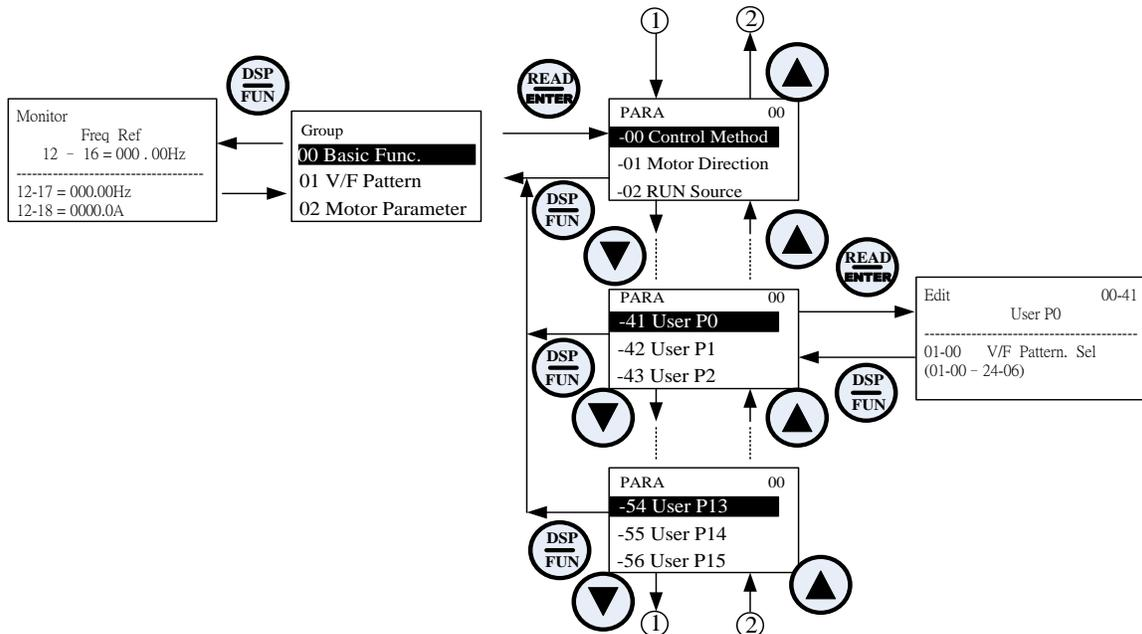 1
2
DSP
FUN
READ
ENTER
Monitor
Freq Ref
12 - 16 = 000 . 00Hz
12-17 = 000.00Hz
12-18 = 0000.0A
Group
00 Basic Func.
01 V/F Pattern
02 Motor Parameter
PARA 00
-00 Control Method
-01 Motor Direction
-02 RUN Source
DSP
FUN
READ
ENTER
PARA 00
-41 User P0
-42 User P1
-43 User P2
Edit 00-41
User P0
01-00 V/F Pattern. Sel
(01-00 - 24-06)
DSP
FUN
DSP
FUN
PARA 00
-54 User P13
-55 User P14
-56 User P15
DSP
FUN
1
2